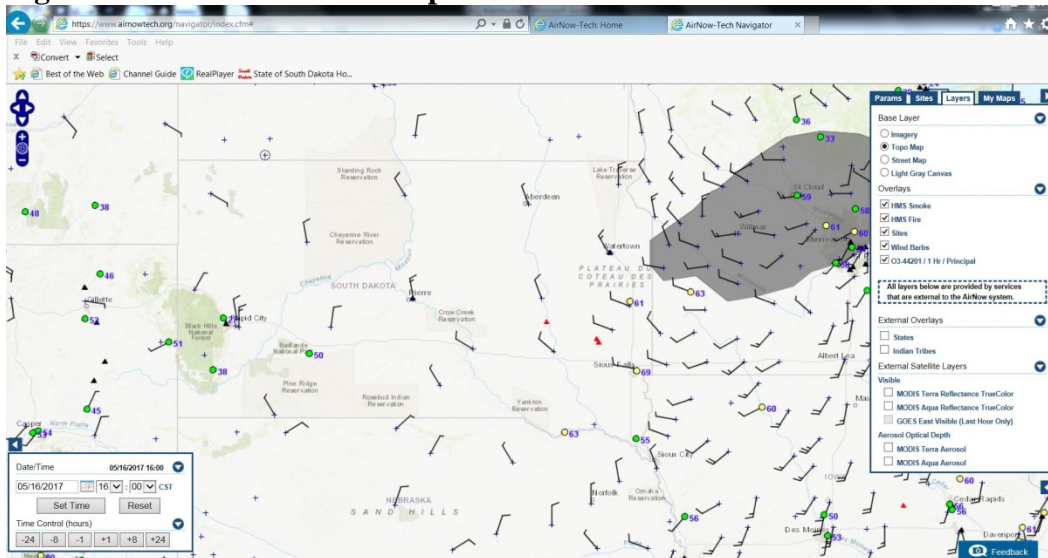 https://www.airnowtech.org/navigator/index.cfm#
AirNow-Tech: Home
AirNow-Tech Navigator
File Edit View Favorites Tools Help
x Convert Select
Best of the Web Channel Guide RealPlayer State of South Dakota Ho...
Params Sites Layers My Maps
Base Layer
Imagery
Topo Map
Street Map
Light Gray Canvas
Overlays
HMS Smoke
HMS Fire
Sites
Wind Barbs
O3-44201 / 1 Hr / Principal
All layers below are provided by services
that are external to the AirNow system.
External Overlays
States
Indian Tribes
External Satellite Layers
Visible
MODIS Terra Reflectance TrueColor
MODIS Aqua Reflectance TrueColor
GOES East Visible (Last Hour Only)
Aerosol Optical Depth
MODIS Terra Aerosol
MODIS Aqua Aerosol
36
33
Standing Rock
Reservation
Lake Traverse
Reservation
St Cloud
59
48
38
Aberdeen
58
Willmar
61
60
Cheyenne River
Reservation
Watertown
PLATEAU DU
COTEAU DES
PRAIRIES
46
Cheyenne
SOUTH DAKOTA
Pierre
63
61
Gillette
Crow Creek
Reservation
Rapid City
Black Hills
National
Forest
51
Badlands
National
50
Albert Lea
38
Sioux Falls
69
Pine Ridge
Reservation
Rosebud Indian
Reservation
Yankton
Reservation
45
60
Casper
North Platte
54
63
55
Sioux City
IOWA
NEBRASKA
SAND HILLS
Norfolk
Omaha
Reservation
60
Cedar Rapids
56
56
50
Des Moines
53
Davenport
61
Date/Time 05/16/2017 16:00
05/16/2017 16 : 00 CST
Set Time Reset
Time Control (hours)
-24 -8 -1 +1 +8 +24
Feedback